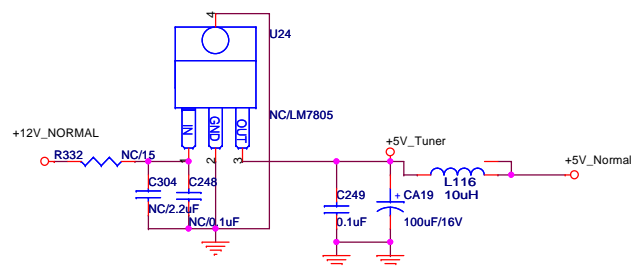 4
U24
IN
GND
OUT
NC/LM7805
+12V_NORMAL
R332
NC/15
1
2
3
+5V_Tuner
+5V_Normal
L116
10uH
C304
C248
NC/2.2uF
NC/0.1uF
C249
0.1uF
+
CA19
100uF/16V